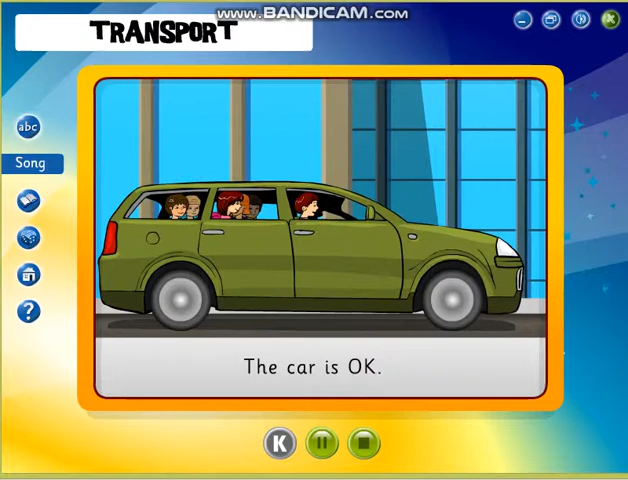 www.BANDICAM.com
TRANSPORT
abc
Song
?
The car is OK.
K